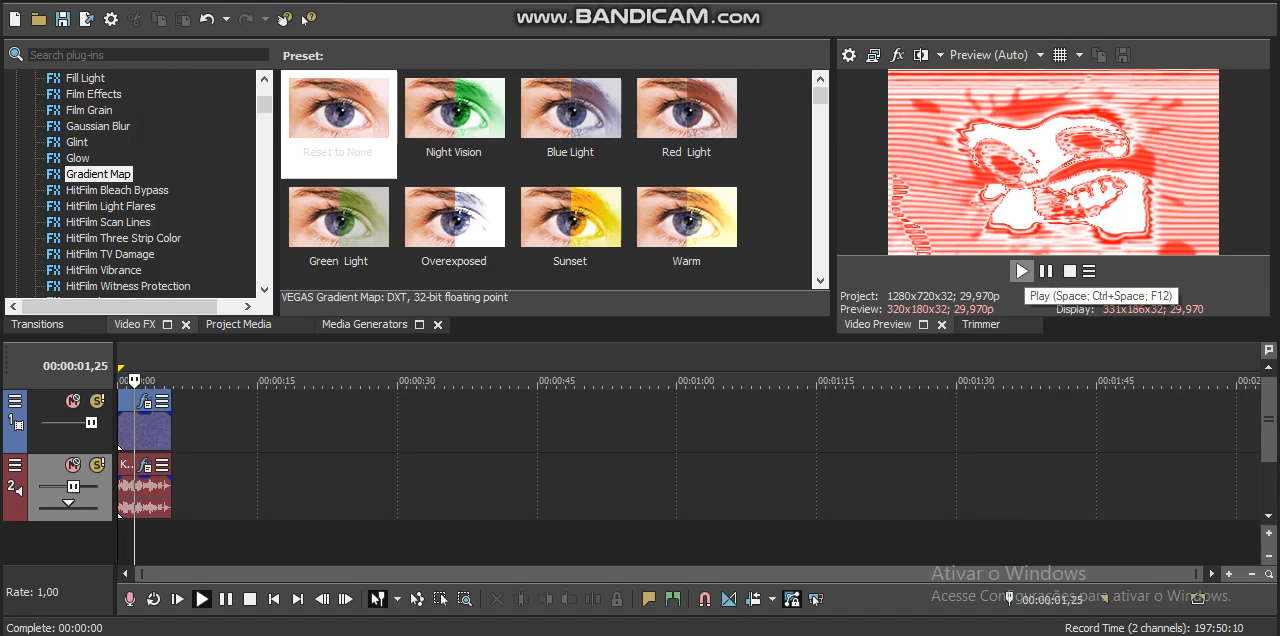 www.BANDICAM.com
Search plug-ins
Preset:
Preview (Auto)
Fill Light
Film Effects
Film Grain
Gaussian Blur
Glint
Glow
Gradient Map
HitFilm Bleach Bypass
HitFilm Light Flares
HitFilm Scan Lines
HitFilm Three Strip Color
HitFilm TV Damage
HitFilm Vibrance
HitFilm Witness Protection
Reset to None
Night Vision
Blue Light
Red Light
Green Light
Overexposed
Sunset
Warm
VEGAS Gradient Map: DXT, 32-bit floating point
Play (Space; Ctrl+Space; F12)
Project: 1280x720x32; 29,970p
Preview: 320x180x32; 29,970p
Display: 331x186x32; 29,970
Transitions
Video FX
Project Media
Media Generators
Video Preview
Trimmer
00:00:01,25
00:00:15
00:00:30
00:00:45
00:01:00
00:01:15
00:01:30
00:01:45
1
K..
2
Rate: 1,00
Ativar o Windows
Acesse Configurações para ativar o Windows.
00:00:01,25
Complete: 00:00:00
Record Time (2 channels): 197:50:10